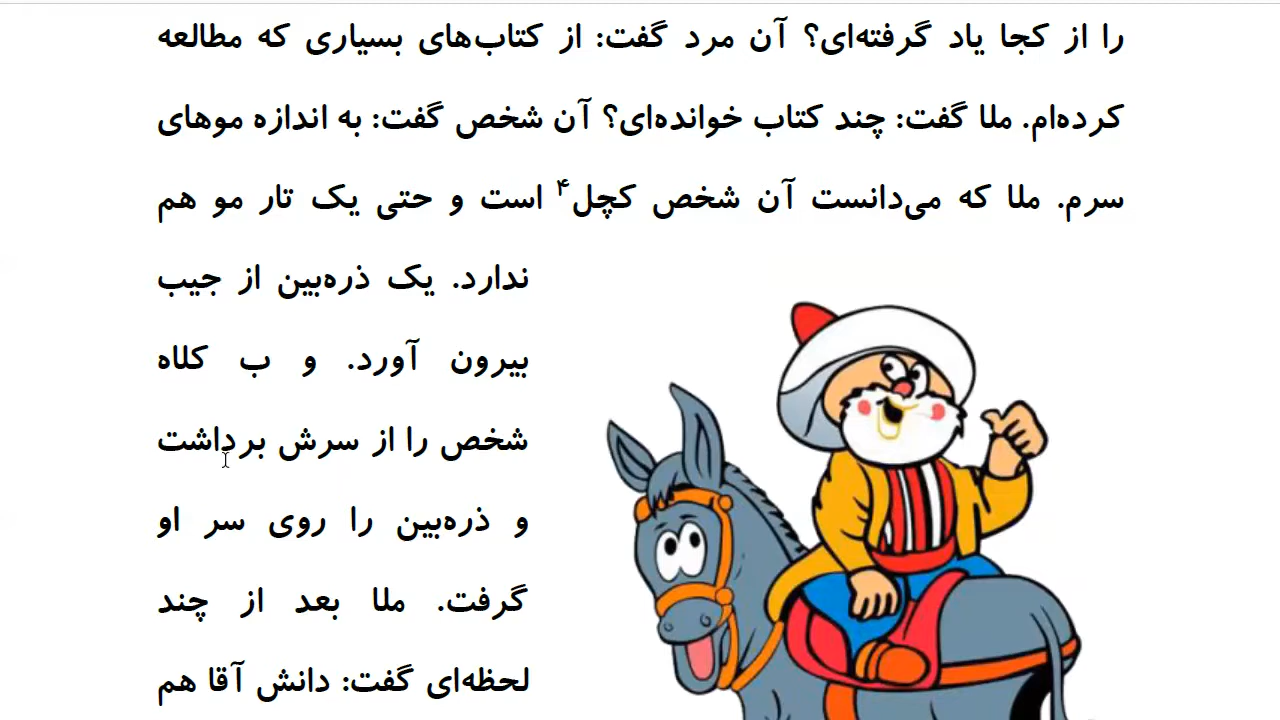 را از کجا یاد گرفته‌ای؟ آن مرد گفت: از کتاب‌های بسیاری که مطالعه
کرده‌ام. ملا گفت: چند کتاب خوانده‌ای؟ آن شخص گفت: به اندازه موهای
سرم. ملا که می‌دانست آن شخص کچل۴ است و حتی یک تار مو هم
ندارد. یک ذره‌بین از جیب
بیرون آورد. و ب کلاه
شخص را از سرش برداشت
و ذره‌بین را روی سر او
گرفت. ملا بعد از چند
لحظه‌ای گفت: دانش آقا هم